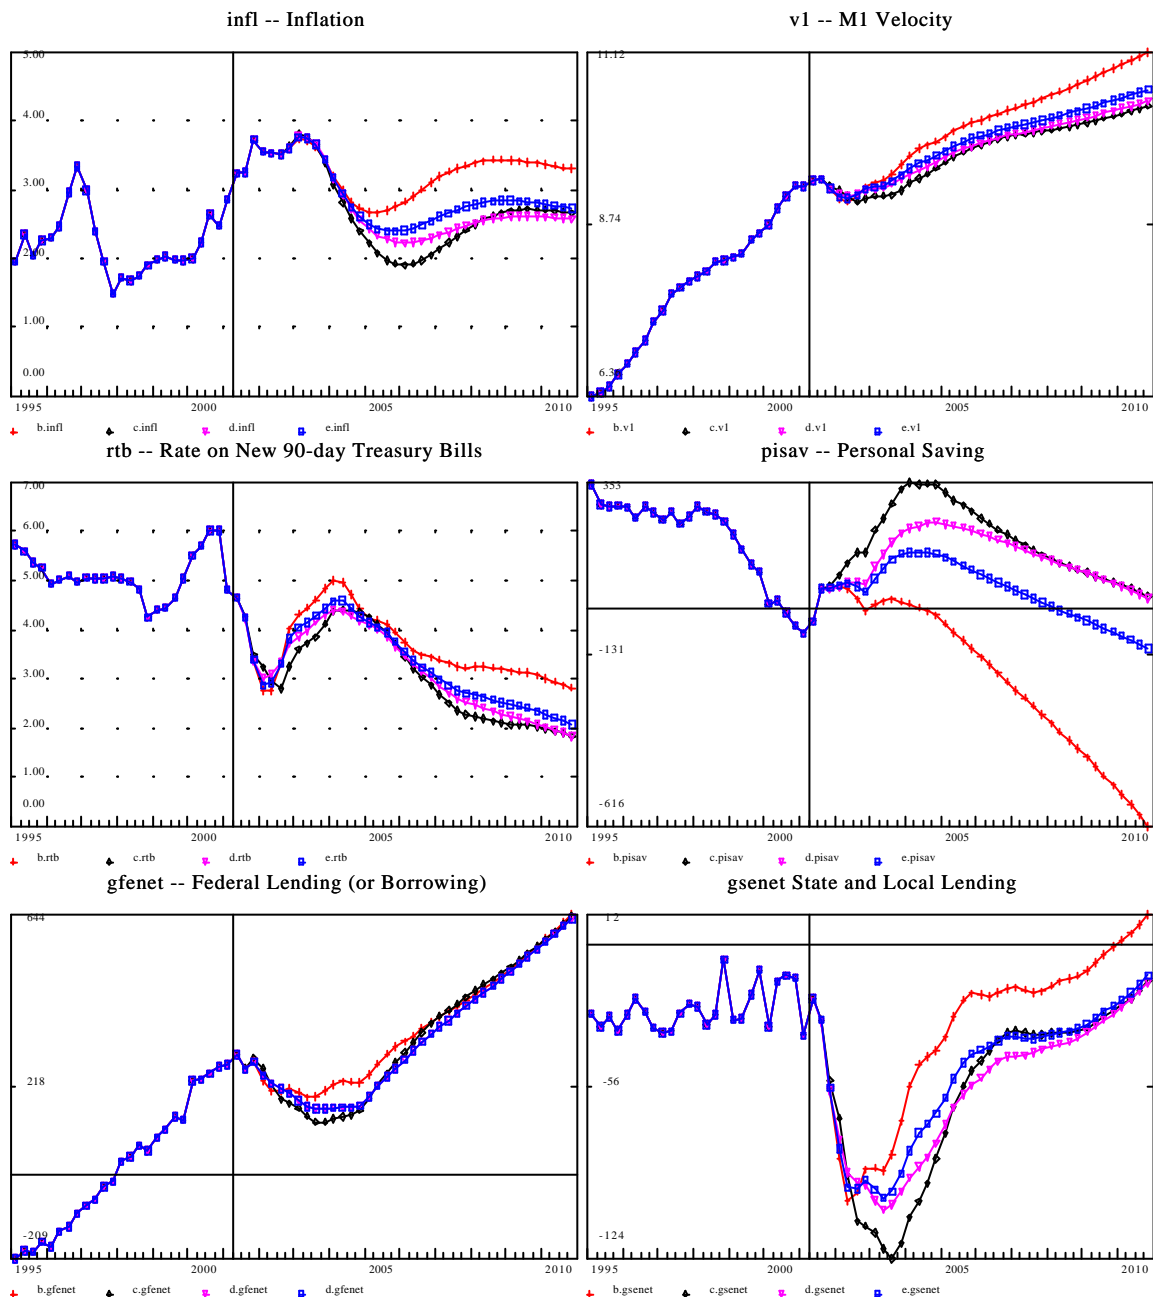 infl -- Inflation
5.00
4.00
3.00
2.00
1.00
0.00
1995 2000 2005 2010
b.infl c.infl d.infl e.infl
v1 -- M1 Velocity
11.12
8.74
1995 2000 2005 2010
b.v1 c.v1 d.v1 e.v1
rtb -- Rate on New 90-day Treasury Bills
7.00
6.00
5.00
4.00
3.00
2.00
1.00
0.00
1995 2000 2005 2010
b.rtb c.rtb d.rtb e.rtb
pisav -- Personal Saving
353
-131
-616
1995 2000 2005 2010
b.pisav c.pisav d.pisav e.pisav
gfenet -- Federal Lending (or Borrowing)
644
218
-209
1995 2000 2005 2010
b.gfenet c.gfenet d.gfenet d.gfenet
gsenet State and Local Lending
12
-56
-124
1995 2000 2005 2010
b.gsenet c.gsenet d.gsenet e.gsenet